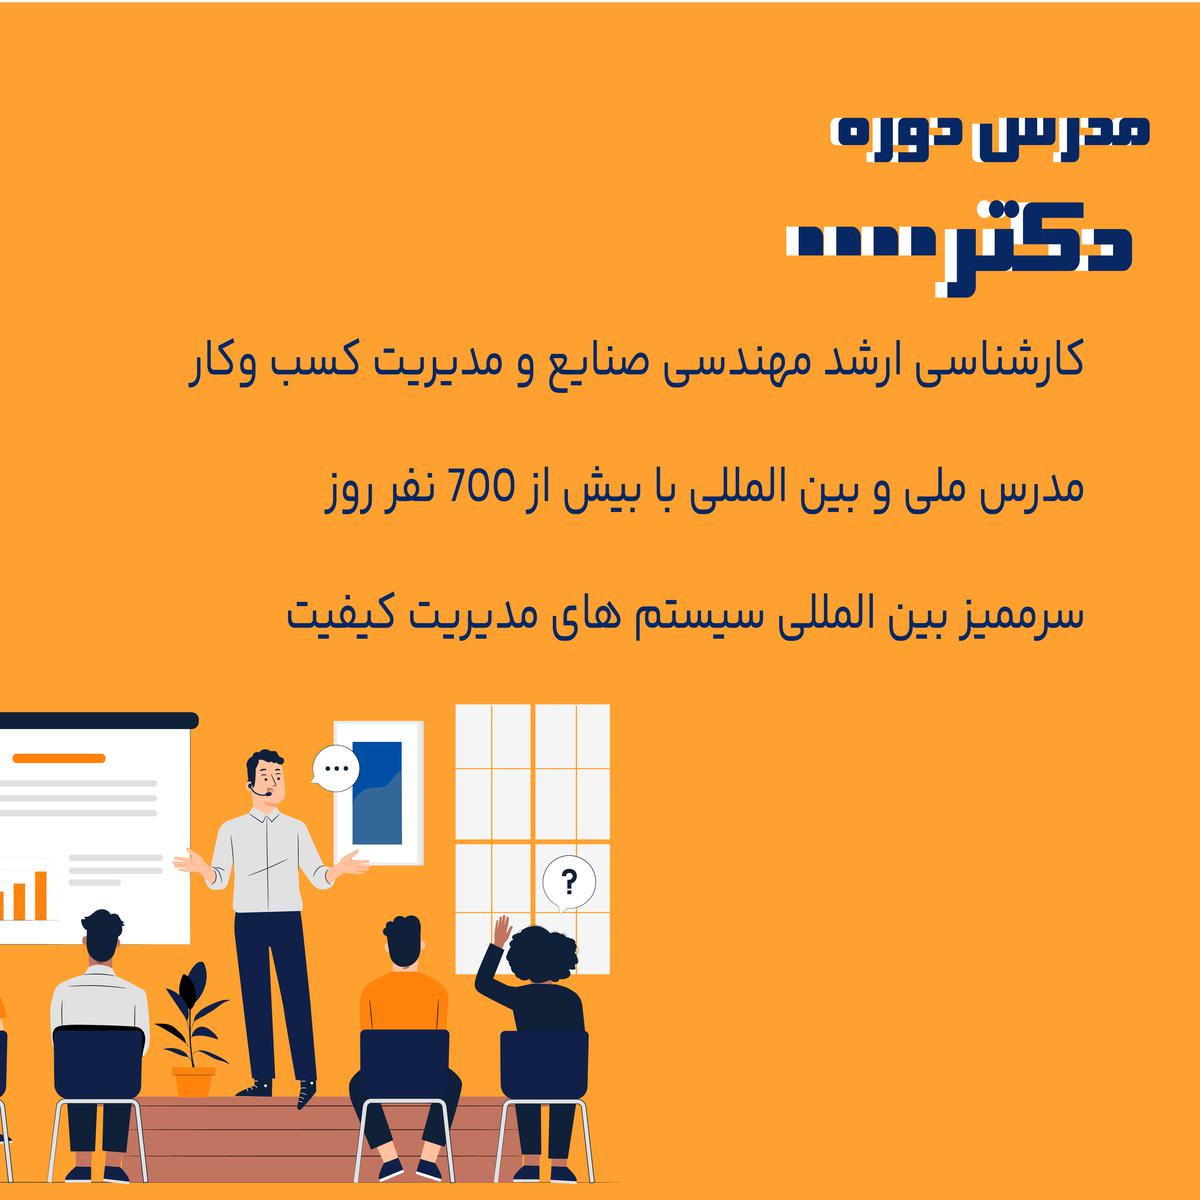 مدرس دوره
دکتر....
کارشناسی ارشد مهندسی صنایع و مدیریت کسب وکار
مدرس ملی و بین المللی با بیش از 700 نفر روز
سرممیز بین المللی سیستم های مدیریت کیفیت
...
?